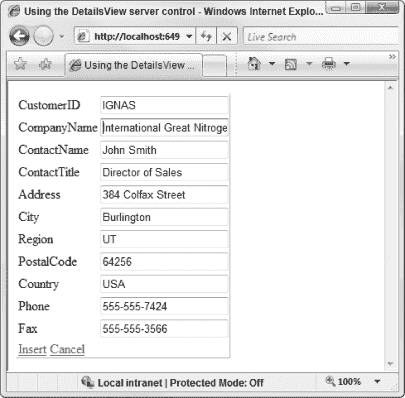 Using the DetailsView server control - Windows Internet Explo...
http://localhost:649
Live Search
Using the DetailsView ...
CustomerID IGNAS
CompanyName International Great Nitroge
ContactName John Smith
ContactTitle Director of Sales
Address 384 Colfax Street
City Burlington
Region UT
PostalCode 64256
Country USA
Phone 555-555-7424
Fax 555-555-3566
Insert Cancel
Local intranet | Protected Mode: Off 100%